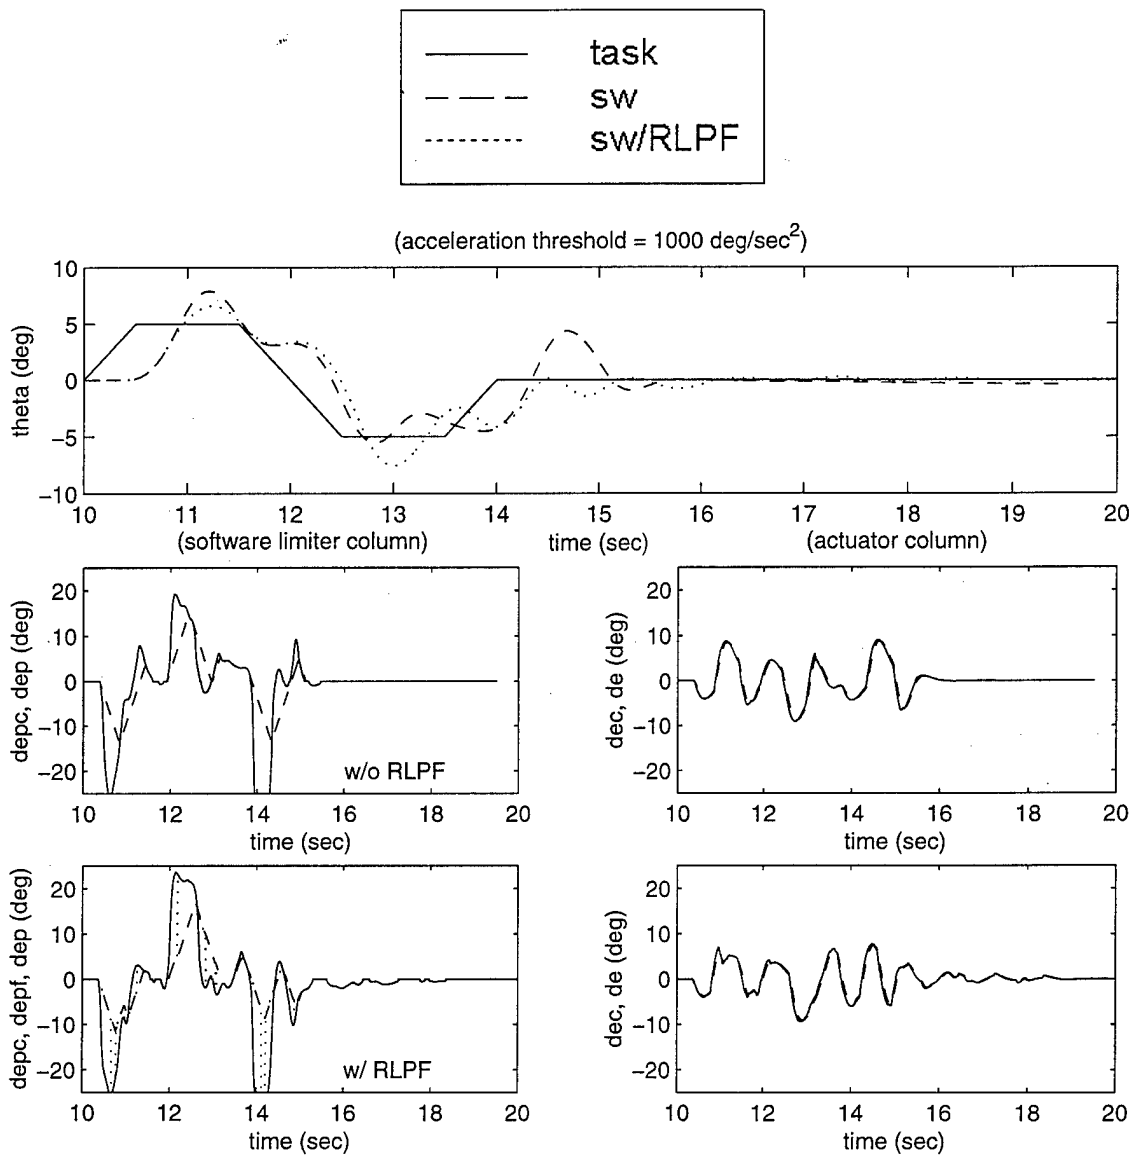 task
sw
sw/RLPF
(acceleration threshold = 1000 deg/sec2)
10
5
0
−5
−10
theta (deg)
10 11 12 13 14 15 16 17 18 19 20
(software limiter column) time (sec) (actuator column)
20
10
0
−10
−20
depc, dep (deg)
w/o RLPF
10 12 14 16 18 20
time (sec)
20
10
0
−10
−20
dec, de (deg)
10 12 14 16 18 20
time (sec)
20
10
0
−10
−20
depc, depf, dep (deg)
w/ RLPF
10 12 14 16 18 20
time (sec)
20
10
0
−10
−20
dec, de (deg)
10 12 14 16 18 20
time (sec)